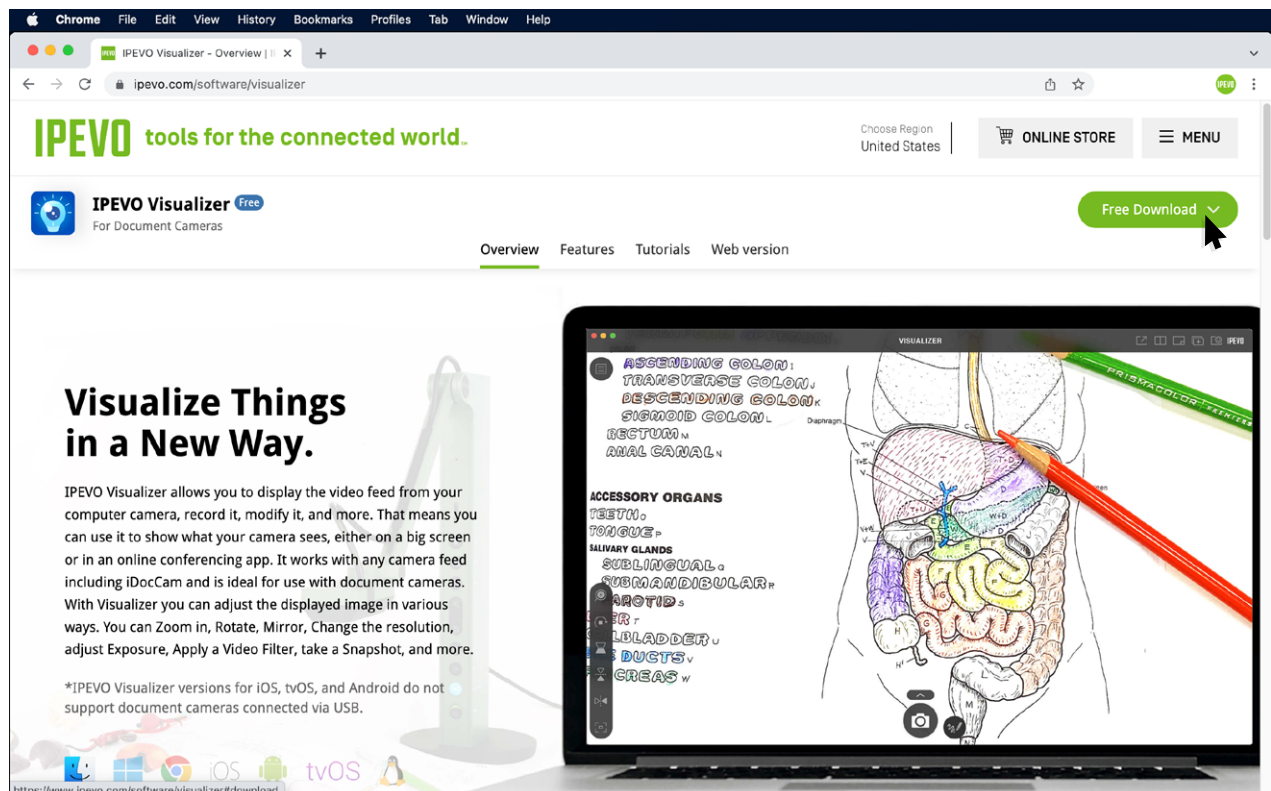 Chrome File Edit View History Bookmarks Profiles Tab Window Help
IPEVO IPEVO Visualizer - Overview |
ipevo.com/software/visualizer
IPEVO
IPEVO tools for the connected world.
Choose Region
United States
ONLINE STORE
MENU
IPEVO Visualizer Free
For Document Cameras
Free Download
Overview Features Tutorials Web version
Visualize Things
in a New Way.
IPEVO Visualizer allows you to display the video feed from your
computer camera, record it, modify it, and more. That means you
can use it to show what your camera sees, either on a big screen
or in an online conferencing app. It works with any camera feed
including iDocCam and is ideal for use with document cameras.
With Visualizer you can adjust the displayed image in various
ways. You can Zoom in, Rotate, Mirror, Change the resolution,
adjust Exposure, Apply a Video Filter, take a Snapshot, and more.
*IPEVO Visualizer versions for iOS, tvOS, and Android do not
support document cameras connected via USB.
iOS tvOS
https://www.ipevo.com/software/visualizer#download
VISUALIZER
IPEVO
ASCENDING COLON I
TRANSVERSE COLON J
DESCENDING COLON K
SIGMOID COLON L
RECTUM M
ANAL CANAL N
ACCESSORY ORGANS
TEETH O
TONGUE P
SALIVARY GLANDS
SUBLINGUAL Q
SUBMANDIBULAR R
PAROTID S
T
U
DUCTS V
W
Diaphragm
PRISMACOLOR PREMIER
T+V
T+E
V
T
T+D
D
T+U
W+D
E
F
G
H
H'
M
N